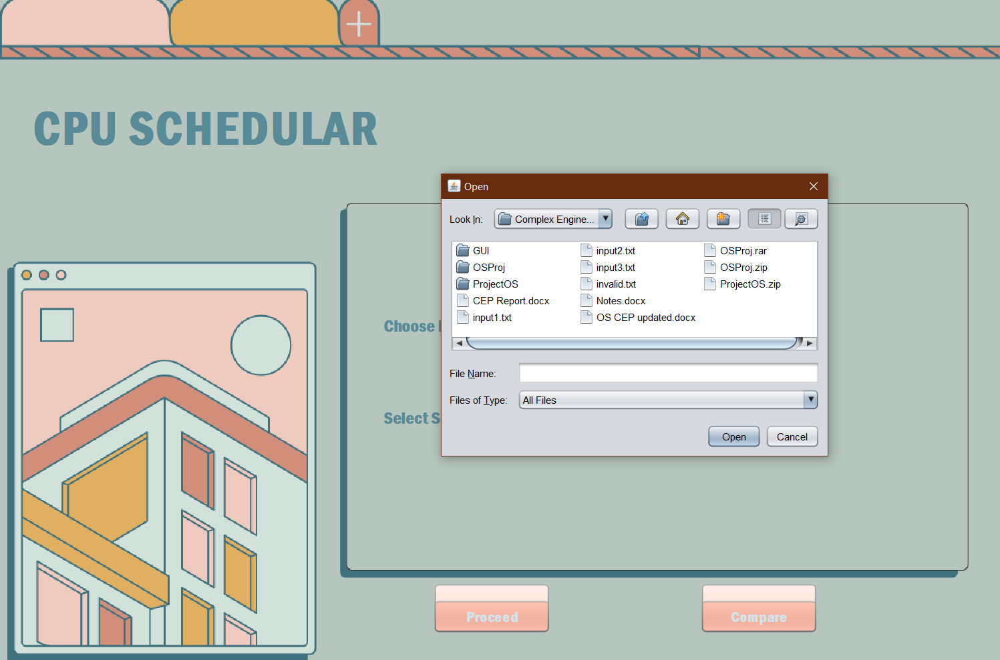 CPU SCHEDULAR
Open
Look In: Complex Engine...
GUI input2.txt OSProj.rar
OSProj input3.txt OSProj.zip
ProjectOS invalid.txt ProjectOS.zip
CEP Report.docx Notes.docx
input1.txt OS CEP updated.docx
Choose
File Name:
Files of Type: All Files
Select S
Open Cancel
Proceed Compare